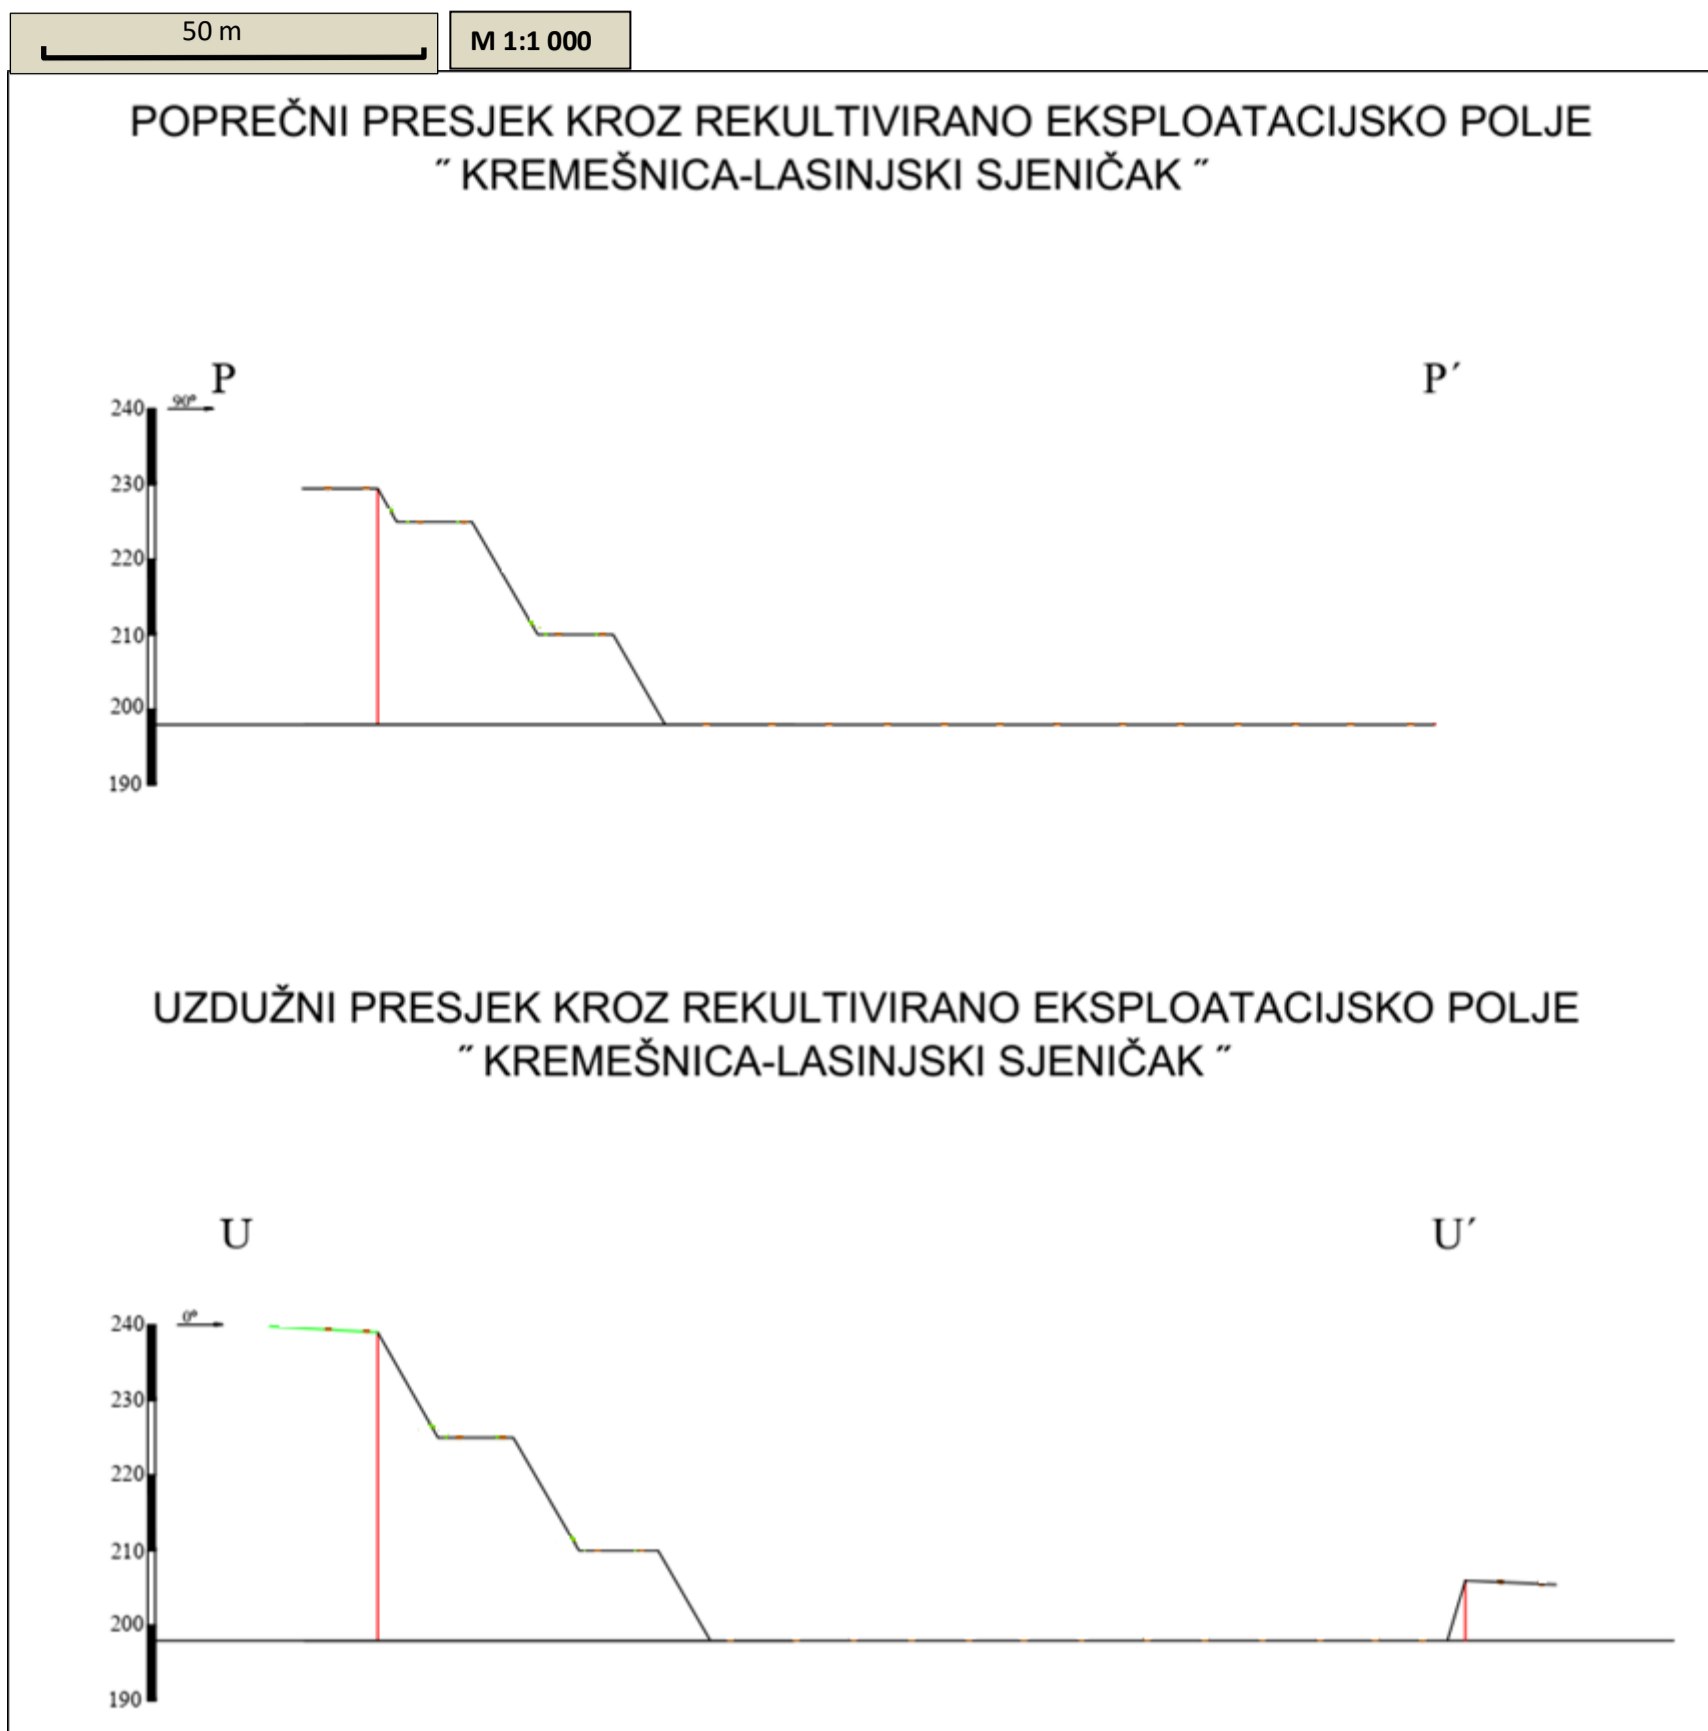 50 m
M 1:1 000
POPREČNI PRESJEK KROZ REKULTIVIRANO EKSPLOATACIJSKO POLJE
˝ KREMEŠNICA-LASINJSKI SJENIČAK ˝
P
P´
90°
240
230
220
210
200
190
UZDUŽNI PRESJEK KROZ REKULTIVIRANO EKSPLOATACIJSKO POLJE
˝ KREMEŠNICA-LASINJSKI SJENIČAK ˝
U
U´
0°
240
230
220
210
200
190